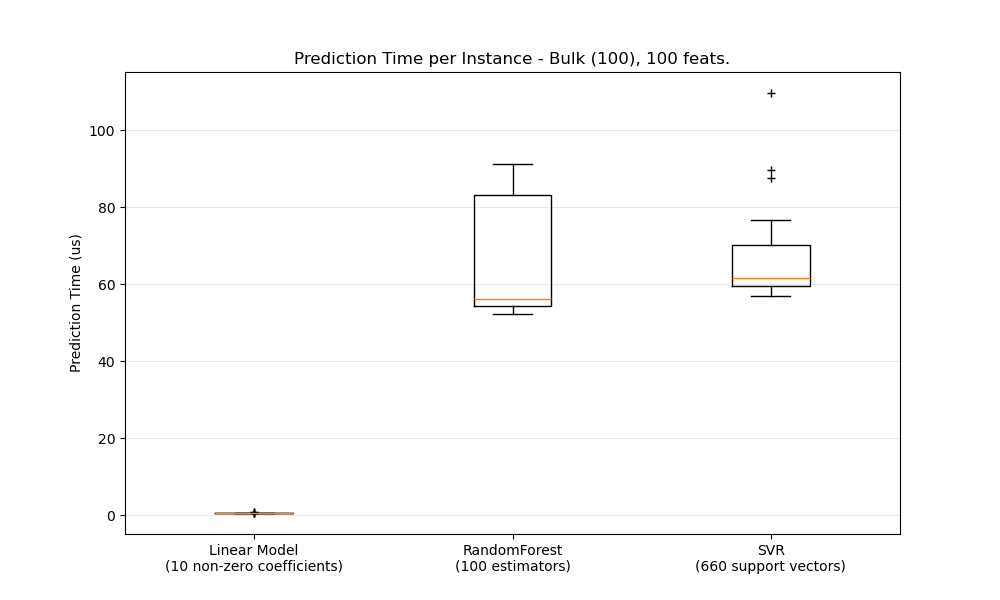 Prediction Time per Instance - Bulk (100), 100 feats.
Prediction Time (us)
100
80
60
40
20
0
Linear Model
(10 non-zero coefficients)
RandomForest
(100 estimators)
SVR
(660 support vectors)